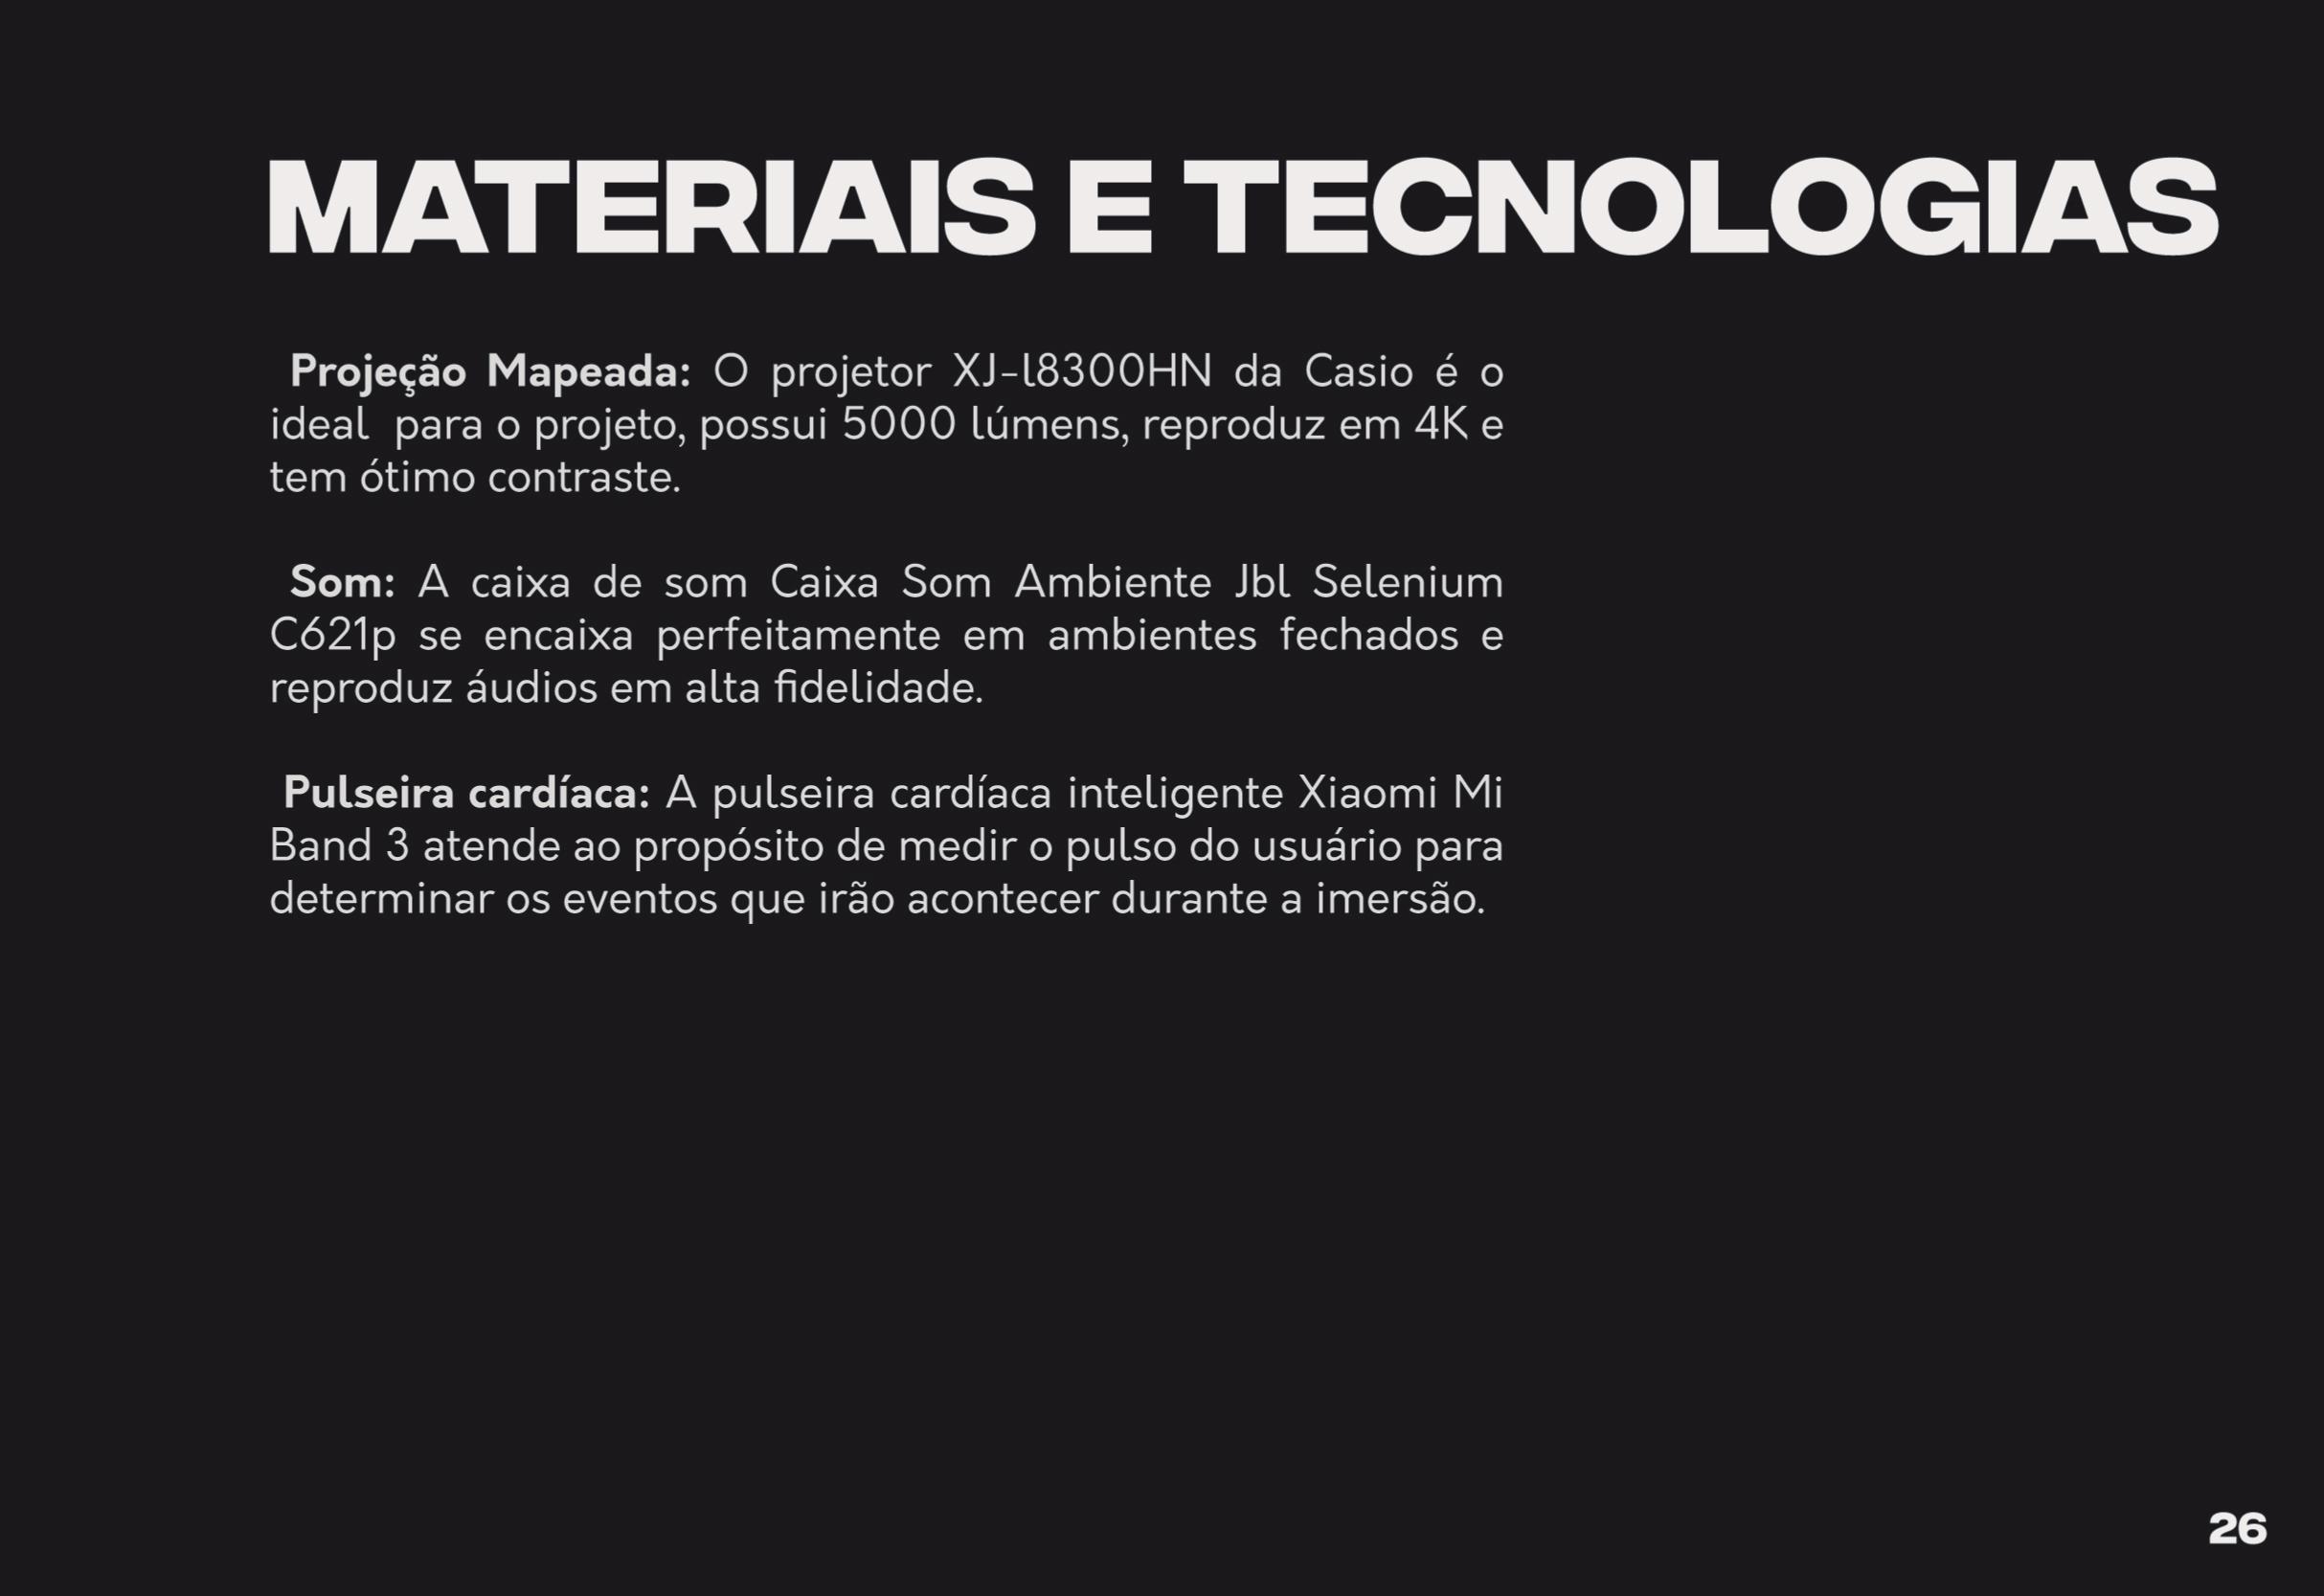 MATERIAIS E TECNOLOGIAS
Projeção Mapeada: O projetor XJ-l8300HN da Casio é o
ideal para o projeto, possui 5000 lúmens, reproduz em 4K e
tem ótimo contraste.
Som: A caixa de som Caixa Som Ambiente Jbl Selenium
C621p se encaixa perfeitamente em ambientes fechados e
reproduz áudios em alta fidelidade.
Pulseira cardíaca: A pulseira cardíaca inteligente Xiaomi Mi
Band 3 atende ao propósito de medir o pulso do usuário para
determinar os eventos que irão acontecer durante a imersão.
26